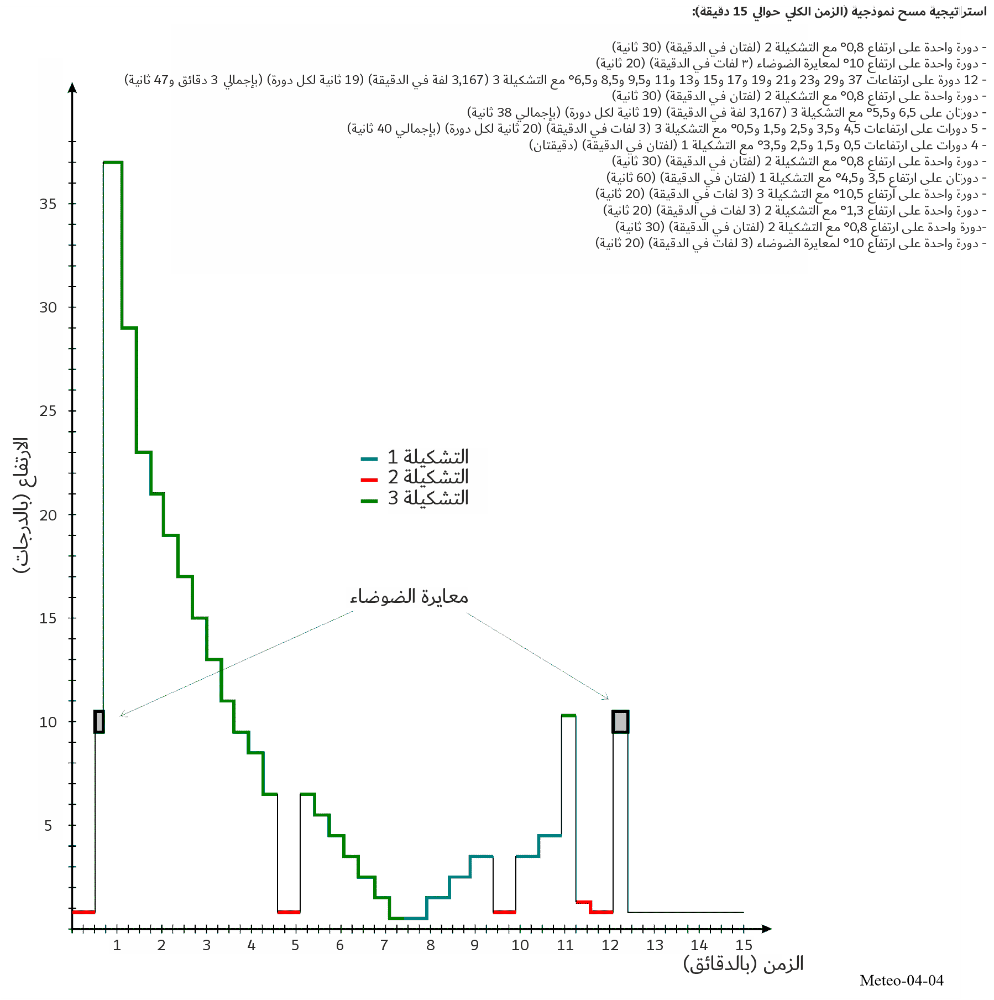 استراتيجية مسح نموذجية (الزمن الكلي حوالي 15 دقيقة):
- دورة واحدة على ارتفاع 0,8° مع التشكيلة 2 (لفتان في الدقيقة) (30 ثانية)
- دورة واحدة على ارتفاع 10° لمعايرة الضوضاء (٣ لفات في الدقيقة) (20 ثانية)
- 12 دورة على ارتفاعات 37 و29 و23 و21 و19 و17 و15 و13 و11 و9,5 و8,5 و6,5° مع التشكيلة 3 (3,167 لفة في الدقيقة) (19 ثانية لكل دورة) (بإجمالي 3 دقائق و47 ثانية)
- دورة واحدة على ارتفاع 0,8° مع التشكيلة 2 (لفتان في الدقيقة) (30 ثانية)
- دورتان على 6,5 و5,5° مع التشكيلة 3 (3,167 لفة في الدقيقة) (19 ثانية لكل دورة) (بإجمالي 38 ثانية)
- 5 دورات على ارتفاعات 4,5 و3,5 و2,5 و1,5 و0,5° مع التشكيلة 3 (3 لفات في الدقيقة) (20 ثانية لكل دورة) (بإجمالي 40 ثانية)
- 4 دورات على ارتفاعات 0,5 و1,5 و2,5 و3,5° مع التشكيلة 1 (لفتان في الدقيقة) (دقيقتان)
- دورة واحدة على ارتفاع 0,8° مع التشكيلة 2 (لفتان في الدقيقة) (30 ثانية)
- دورتان على ارتفاع 3,5 و4,5° مع التشكيلة 1 (لفتان في الدقيقة) (60 ثانية)
- دورة واحدة على ارتفاع 10,5° مع التشكيلة 3 (3 لفات في الدقيقة) (20 ثانية)
- دورة واحدة على ارتفاع 1,3° مع التشكيلة 2 (3 لفات في الدقيقة) (20 ثانية)
-دورة واحدة على ارتفاع 0,8° مع التشكيلة 2 (لفتان في الدقيقة) (30 ثانية)
- دورة واحدة على ارتفاع 10° لمعايرة الضوضاء (3 لفات في الدقيقة) (20 ثانية)
35
30
25
20
15
10
5
الارتفاع (بالدرجات)
التشكيلة 1
التشكيلة 2
التشكيلة 3
معايرة الضوضاء
1 2 3 4 5 6 7 8 9 10 11 12 13 14 15
الزمن (بالدقائق)
Meteo-04-04